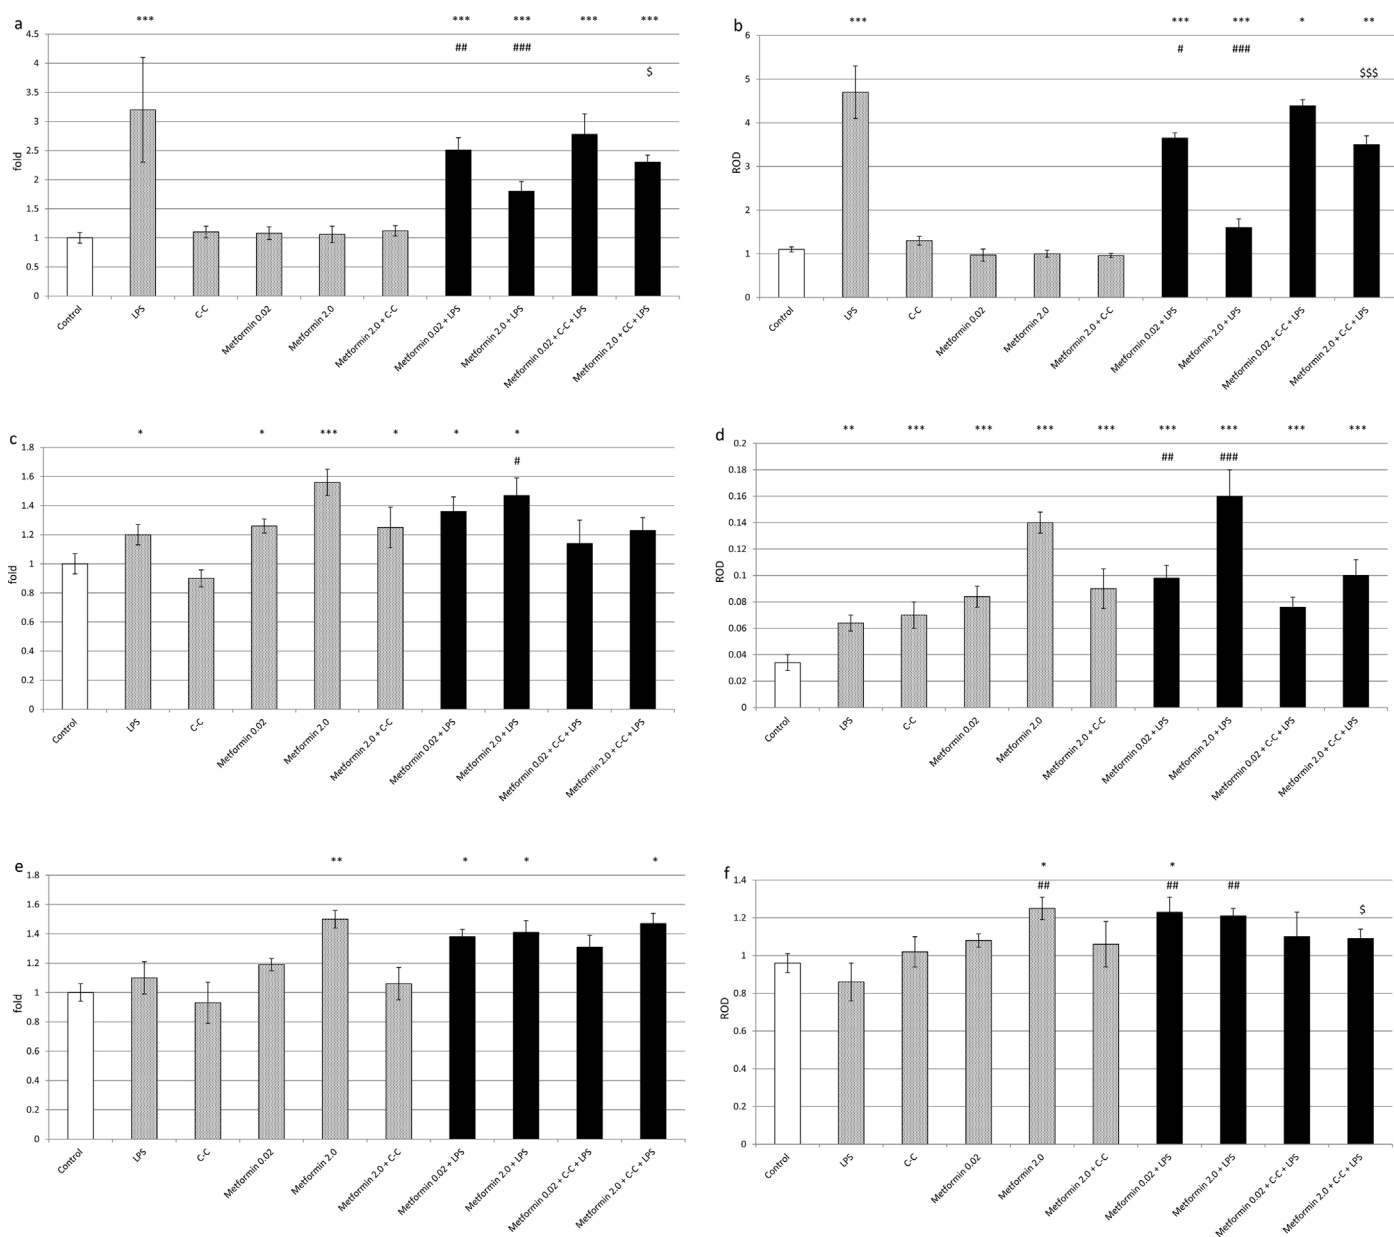 a
*** *** *** *** ***
## ###
$
4.5
4
3.5
3
2.5
2
1.5
1
0.5
0
fold
Control
LPS
C-C
Metformin 0.02
Metformin 2.0
Metformin 2.0 + C-C
Metformin 0.02 + LPS
Metformin 2.0 + LPS
Metformin 0.02 + C-C + LPS
Metformin 2.0 + CC + LPS
b
*** *** *** * **
# ###
$$$
6
5
4
3
2
1
0
ROD
Control
LPS
C-C
Metformin 0.02
Metformin 2.0
Metformin 2.0 + C-C
Metformin 0.02 + LPS
Metformin 2.0 + LPS
Metformin 0.02 + C-C + LPS
Metformin 2.0 + C-C + LPS
c
* * *** * * *
#
1.8
1.6
1.4
1.2
1
0.8
0.6
0.4
0.2
0
fold
Control
LPS
C-C
Metformin 0.02
Metformin 2.0
Metformin 2.0 + C-C
Metformin 0.02 + LPS
Metformin 2.0 + LPS
Metformin 0.02 + C-C + LPS
Metformin 2.0 + C-C + LPS
d
** *** *** *** *** *** *** *** ***
## ###
0.2
0.18
0.16
0.14
0.12
0.1
0.08
0.06
0.04
0.02
0
ROD
Control
LPS
C-C
Metformin 0.02
Metformin 2.0
Metformin 2.0 + C-C
Metformin 0.02 + LPS
Metformin 2.0 + LPS
Metformin 0.02 + C-C + LPS
Metformin 2.0 + C-C + LPS
e
** * * *
1.8
1.6
1.4
1.2
1
0.8
0.6
0.4
0.2
0
fold
Control
LPS
C-C
Metformin 0.02
Metformin 2.0
Metformin 2.0 + C-C
Metformin 0.02 + LPS
Metformin 2.0 + LPS
Metformin 0.02 + C-C + LPS
Metformin 2.0 + C-C + LPS
f
* *
## ## ##
$
1.4
1.2
1
0.8
0.6
0.4
0.2
0
ROD
Control
LPS
C-C
Metformin 0.02
Metformin 2.0
Metformin 2.0 + C-C
Metformin 0.02 + LPS
Metformin 2.0 + LPS
Metformin 0.02 + C-C + LPS
Metformin 2.0 + C-C + LPS